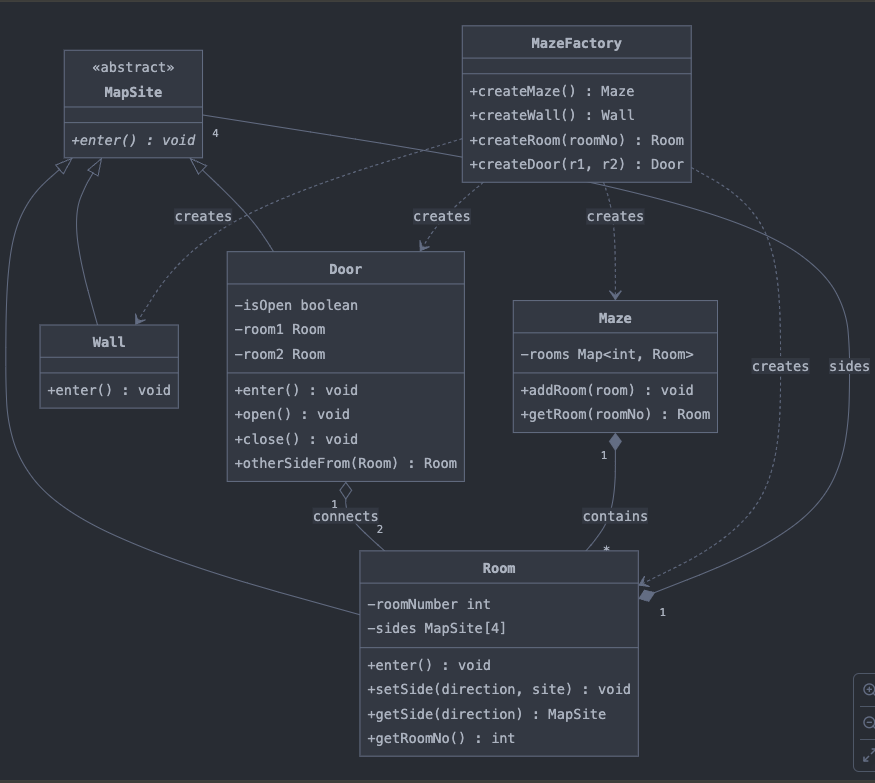 «abstract»
MapSite
+enter() : void
4
MazeFactory
+createMaze() : Maze
+createWall() : Wall
+createRoom(roomNo) : Room
+createDoor(r1, r2) : Door
creates
creates
creates
creates
sides
Wall
+enter() : void
Door
-isOpen boolean
-room1 Room
-room2 Room
+enter() : void
+open() : void
+close() : void
+otherSideFrom(Room) : Room
Maze
-rooms Map<int, Room>
+addRoom(room) : void
+getRoom(roomNo) : Room
1
connects
2
1
contains
*
1
Room
-roomNumber int
-sides MapSite[4]
+enter() : void
+setSide(direction, site) : void
+getSide(direction) : MapSite
+getRoomNo() : int